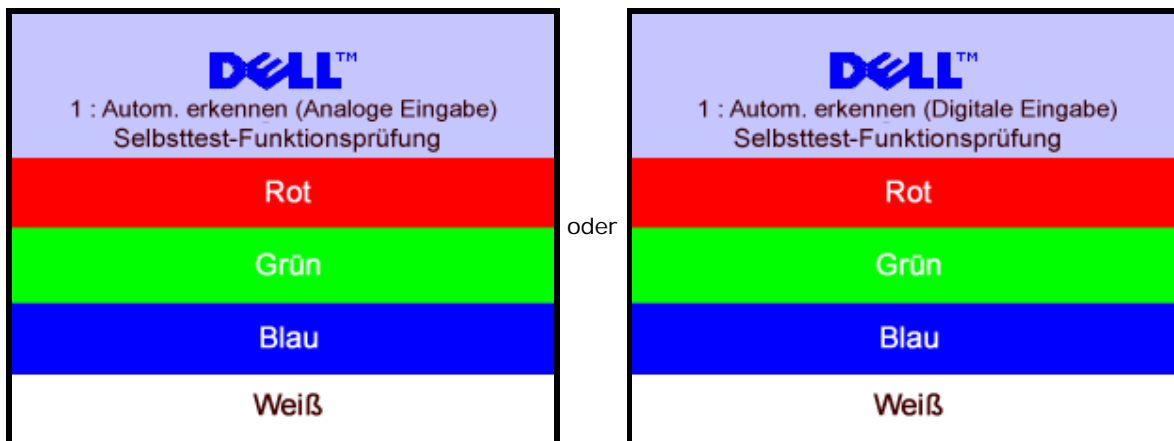 DELL™
1 : Autom. erkennen (Analoge Eingabe)
Selbsttest-Funktionsprüfung
Rot
Grün
Blau
Weiß
oder
DELL™
1 : Autom. erkennen (Digitale Eingabe)
Selbsttest-Funktionsprüfung
Rot
Grün
Blau
Weiß